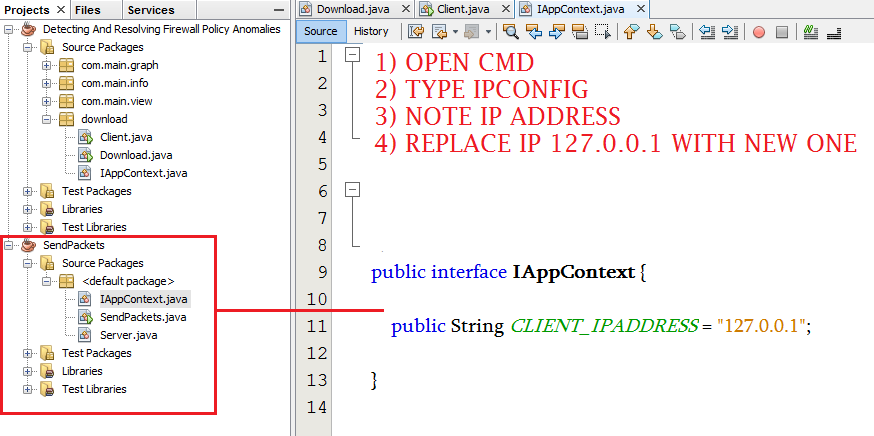 Projects
Files
Services
Download.java
Client.java
IAppContext.java
Detecting And Resolving Firewall Policy Anomalies
Source Packages
com.main.graph
com.main.info
com.main.view
download
Client.java
Download.java
IAppContext.java
Test Packages
Libraries
Test Libraries
SendPackets
Source Packages
<default package>
IAppContext.java
SendPackets.java
Server.java
Test Packages
Libraries
Test Libraries
Source
History
1
1) OPEN CMD
2
2) TYPE IPCONFIG
3
3) NOTE IP ADDRESS
4
4) REPLACE IP 127.0.0.1 WITH NEW ONE
5
6
7
8
9 public interface IAppContext {
10
11 public String CLIENT_IPADDRESS = "127.0.0.1";
12
13 }
14